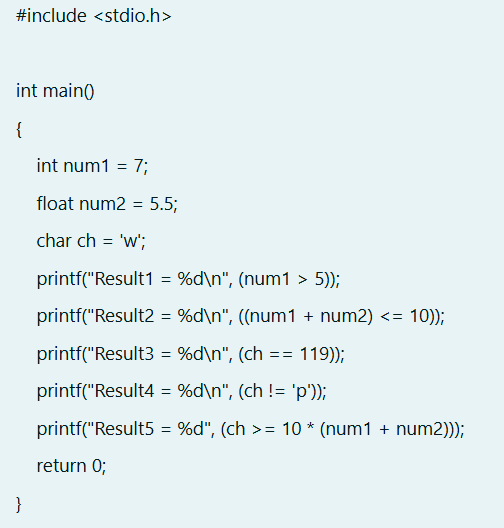 #include <stdio.h>
int main()
{
int num1 = 7;
float num2 = 5.5;
char ch = 'w';
printf("Result1 = %d\n", (num1 > 5));
printf("Result2 = %d\n", ((num1 + num2) <= 10));
printf("Result3 = %d\n", (ch == 119));
printf("Result4 = %d\n", (ch != 'p'));
printf("Result5 = %d", (ch >= 10 * (num1 + num2)));
return 0;
}